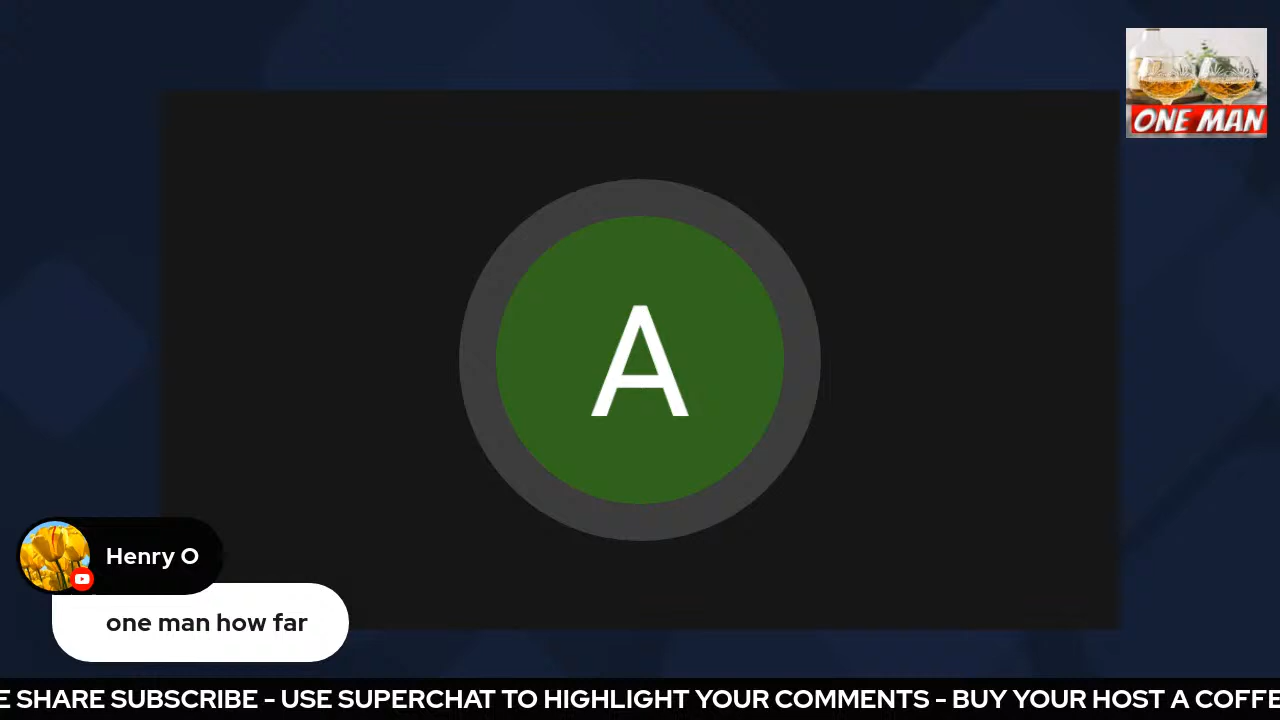 ONE MAN
A
Henry O
one man how far
E SHARE SUBSCRIBE - USE SUPERCHAT TO HIGHLIGHT YOUR COMMENTS - BUY YOUR HOST A COFFE